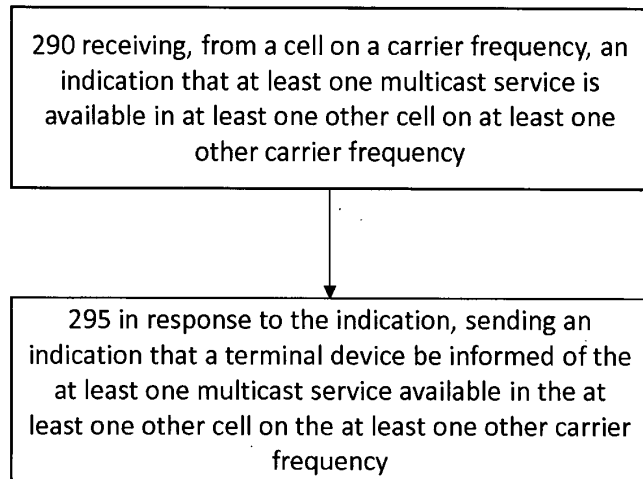 290 receiving, from a cell on a carrier frequency, an
indication that at least one multicast service is
available in at least one other cell on at least one
other carrier frequency
295 in response to the indication, sending an
indication that a terminal device be informed of the
at least one multicast service available in the at
least one other cell on the at least one other carrier
frequency